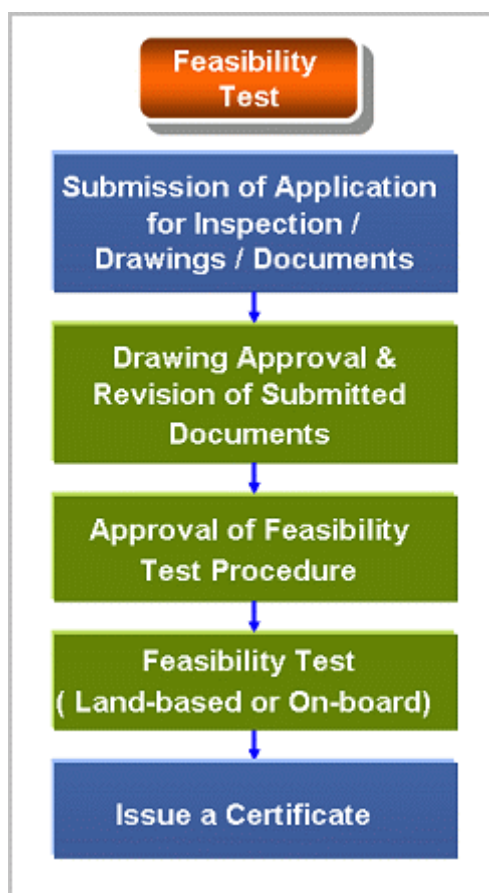 Feasibility
Test
Submission of Application
for Inspection /
Drawings / Documents
Drawing Approval &
Revision of Submitted
Documents
Approval of Feasibility
Test Procedure
Feasibility Test
( Land-based or On-board)
Issue a Certificate